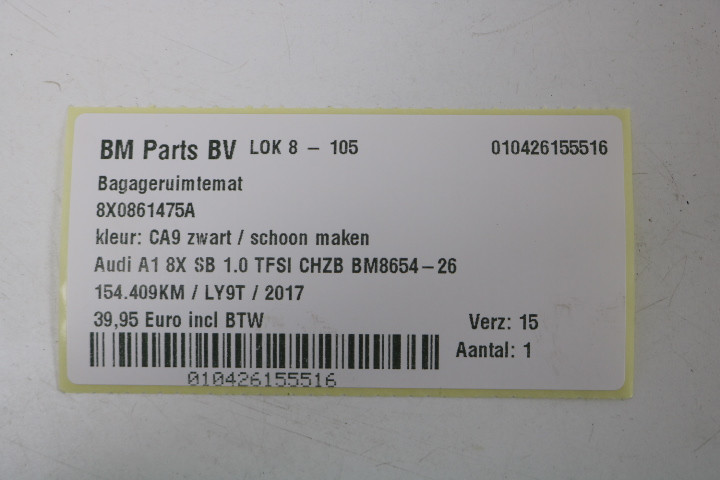 BM Parts BV LOK 8 - 105 010426155516
Bagageruimtemat
8X0861475A
kleur: CA9 zwart / schoon maken
Audi A1 8X SB 1.0 TFSI CHZB BM8654-26
154.409KM / LY9T / 2017
39,95 Euro incl BTW Verz: 15
Aantal: 1
010426155516